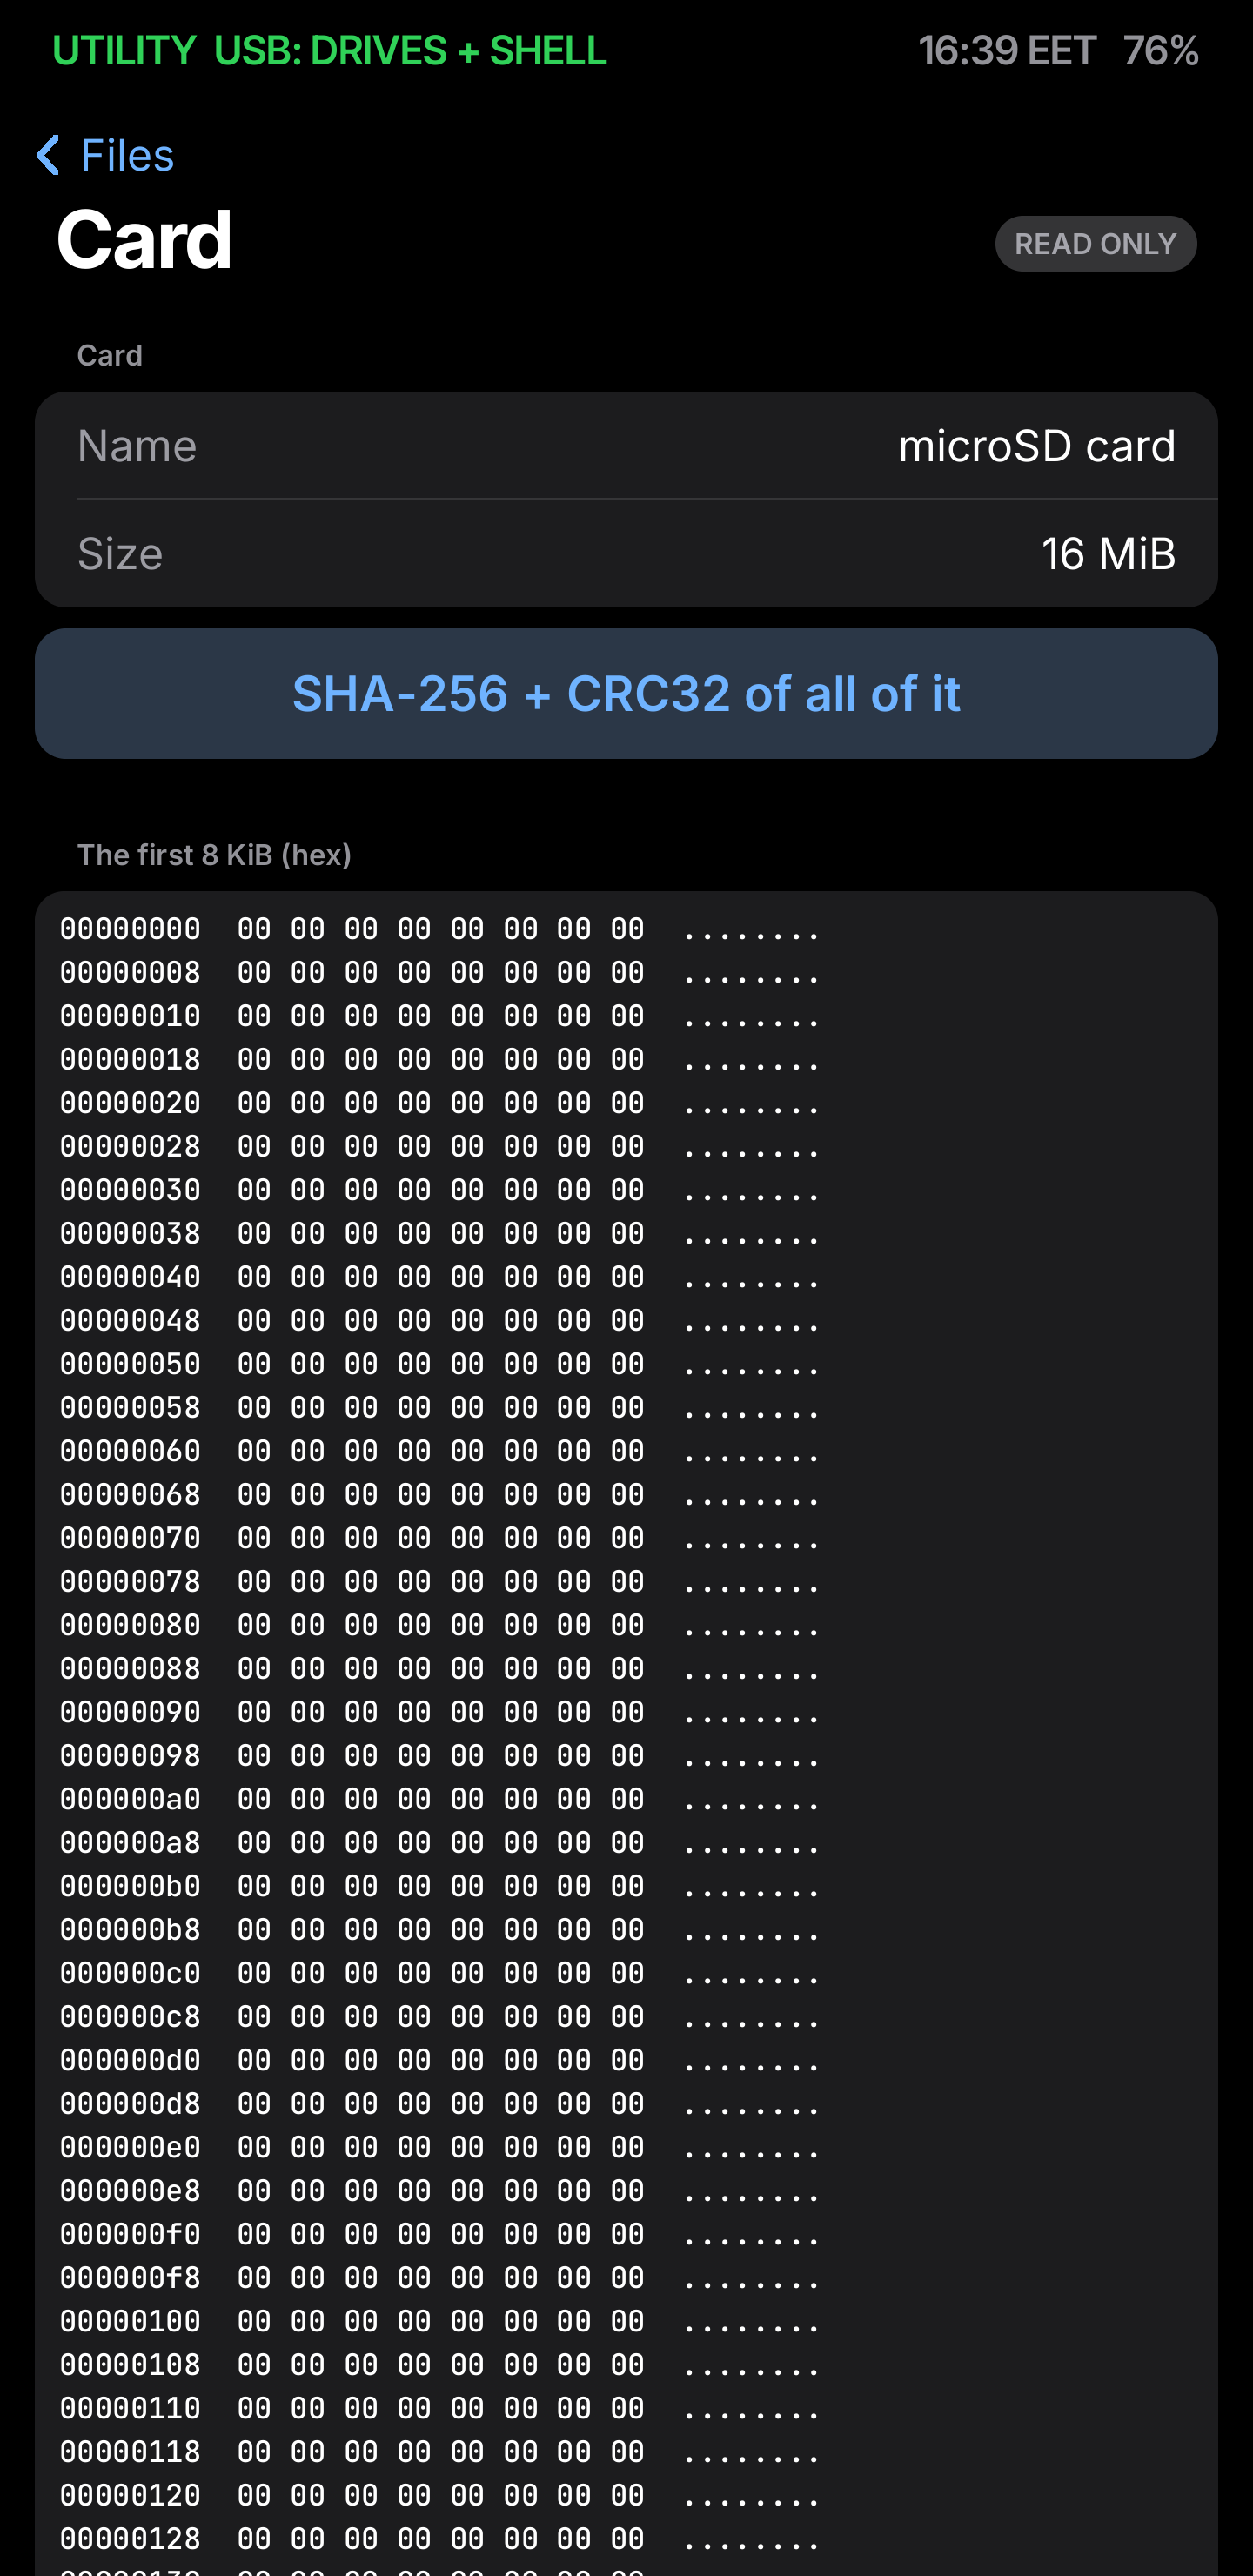 UTILITY USB: DRIVES + SHELL 16:39 EET 76%
Files
Card READ ONLY
Card
Name microSD card
Size 16 MiB
SHA-256 + CRC32 of all of it
The first 8 KiB (hex)
00000000 00 00 00 00 00 00 00 00 ........
00000008 00 00 00 00 00 00 00 00 ........
00000010 00 00 00 00 00 00 00 00 ........
00000018 00 00 00 00 00 00 00 00 ........
00000020 00 00 00 00 00 00 00 00 ........
00000028 00 00 00 00 00 00 00 00 ........
00000030 00 00 00 00 00 00 00 00 ........
00000038 00 00 00 00 00 00 00 00 ........
00000040 00 00 00 00 00 00 00 00 ........
00000048 00 00 00 00 00 00 00 00 ........
00000050 00 00 00 00 00 00 00 00 ........
00000058 00 00 00 00 00 00 00 00 ........
00000060 00 00 00 00 00 00 00 00 ........
00000068 00 00 00 00 00 00 00 00 ........
00000070 00 00 00 00 00 00 00 00 ........
00000078 00 00 00 00 00 00 00 00 ........
00000080 00 00 00 00 00 00 00 00 ........
00000088 00 00 00 00 00 00 00 00 ........
00000090 00 00 00 00 00 00 00 00 ........
00000098 00 00 00 00 00 00 00 00 ........
000000a0 00 00 00 00 00 00 00 00 ........
000000a8 00 00 00 00 00 00 00 00 ........
000000b0 00 00 00 00 00 00 00 00 ........
000000b8 00 00 00 00 00 00 00 00 ........
000000c0 00 00 00 00 00 00 00 00 ........
000000c8 00 00 00 00 00 00 00 00 ........
000000d0 00 00 00 00 00 00 00 00 ........
000000d8 00 00 00 00 00 00 00 00 ........
000000e0 00 00 00 00 00 00 00 00 ........
000000e8 00 00 00 00 00 00 00 00 ........
000000f0 00 00 00 00 00 00 00 00 ........
000000f8 00 00 00 00 00 00 00 00 ........
00000100 00 00 00 00 00 00 00 00 ........
00000108 00 00 00 00 00 00 00 00 ........
00000110 00 00 00 00 00 00 00 00 ........
00000118 00 00 00 00 00 00 00 00 ........
00000120 00 00 00 00 00 00 00 00 ........
00000128 00 00 00 00 00 00 00 00 ........